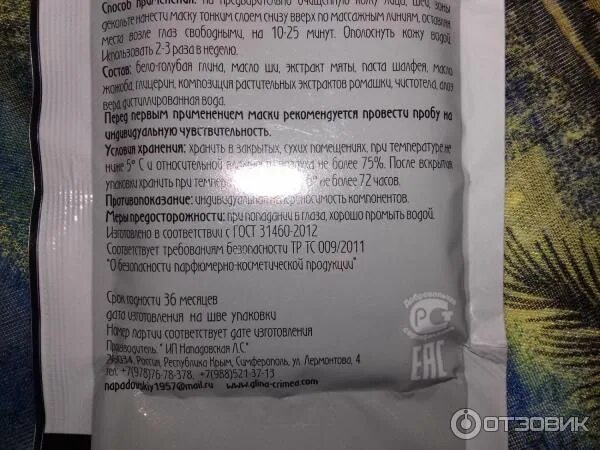 Способ применения: на предварительно очищенную кожу лица, шеи, зоны
декольте нанести маску тонким слоем снизу вверх по массажным линиям, оставляя
места возле глаз свободными, на 10-25 минут. Ополоснуть кожу водой.
Использовать 2-3 раза в неделю.
Состав: бело-голубая глина, масло ши, экстракт мяты, паста шалфея, масло
жожоба, глицерин, композиция растительных экстрактов ромашки, чистотела, алоэ
вера, дистиллированная вода.
Перед первым применением маски рекомендуется провести пробу на
индивидуальную чувствительность.
Условия хранения: хранить в закрытых, сухих помещениях, при температуре не
ниже 5° С и относительной влажности воздуха не более 75%. После вскрытия
упаковки хранить при не более 72 часов.
Противопоказание: индивидуальная непереносимость компонентов.
Меры предосторожности: при попадании в глаза, хорошо промыть водой.
Изготовлено в соответствии с ГОСТ 31460-2012
Соответствует требованиям безопасности ТР ТС 009/2011
"О безопасности парфюмерно-косметической продукции"
Срок годности 36 месяцев
дата изготовления на шве упаковки
Номер партии соответствует дате изготовления
Производитель: " ИП Нападовская Л.С"
Россия, Республика Крым, Симферополь, ул. Лермонтова, 4.
тел. +7(978)76-78-378, +7(988)521-37-13
napadovskiy1957@mail.ru www.glina-crimea.com
Добровольная
РСТ
EAC
ОТЗОВИК